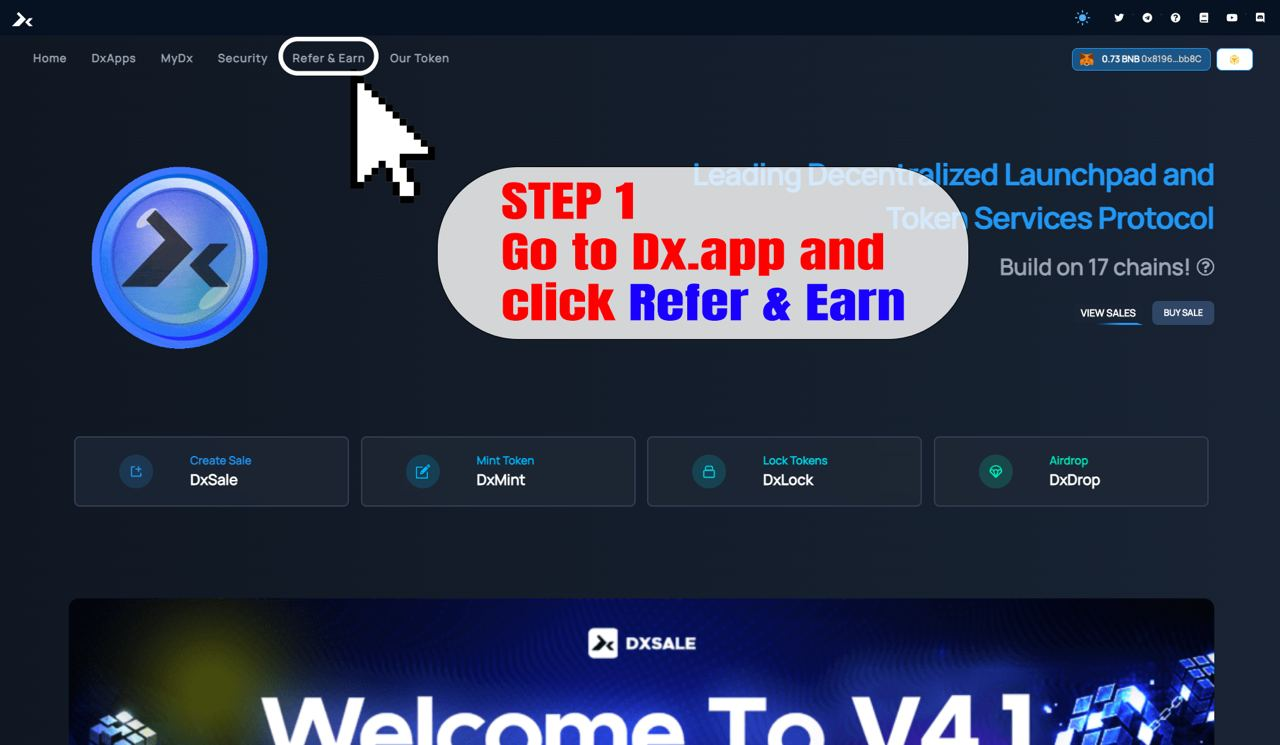 Home DxApps MyDx Security Refer & Earn Our Token
0.73 BNB 0x8196...bb8C
Leading Decentralized Launchpad and
Token Services Protocol
Build on 17 chains!
VIEW SALES BUY SALE
STEP 1
Go to Dx.app and
click Refer & Earn
Create Sale
DxSale
Mint Token
DxMint
Lock Tokens
DxLock
Airdrop
DxDrop
DXSALE
Welcome To V4.1